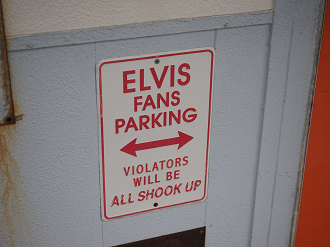 ELVIS
FANS
PARKING
VIOLATORS
WILL BE
ALL SHOOK UP